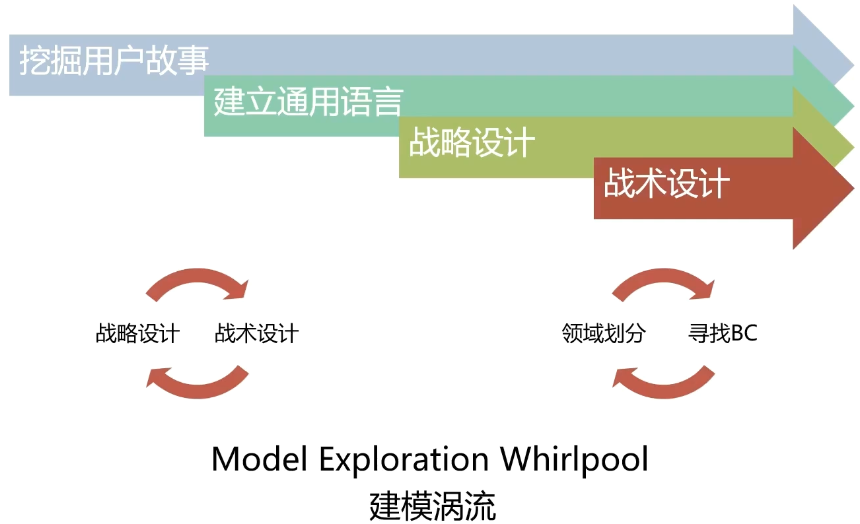 挖掘用户故事
建立通用语言
战略设计
战术设计
战略设计 战术设计
领域划分 寻找BC
Model Exploration Whirlpool
建模涡流